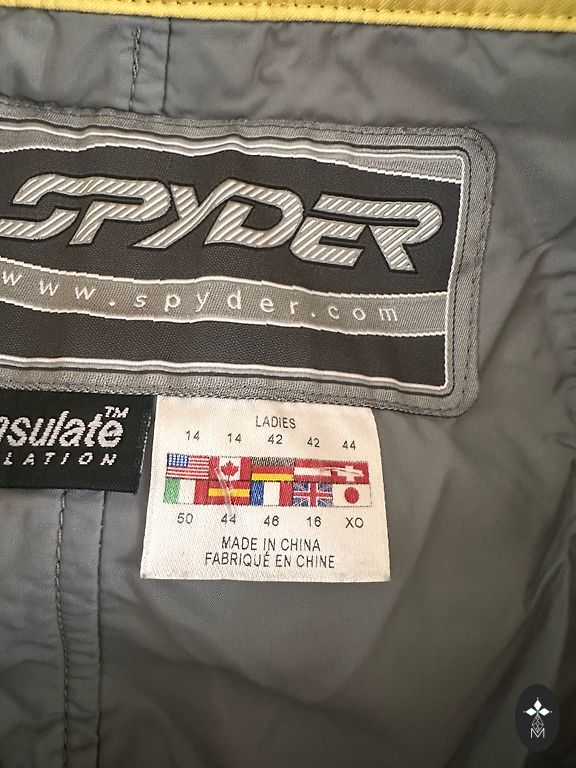 SPYDER
www.spyder.com
LADIES
14 14 42 42 44
50 44 46 16 XO
MADE IN CHINA
FABRIQUÉ EN CHINE
nsulate™
LATION
M